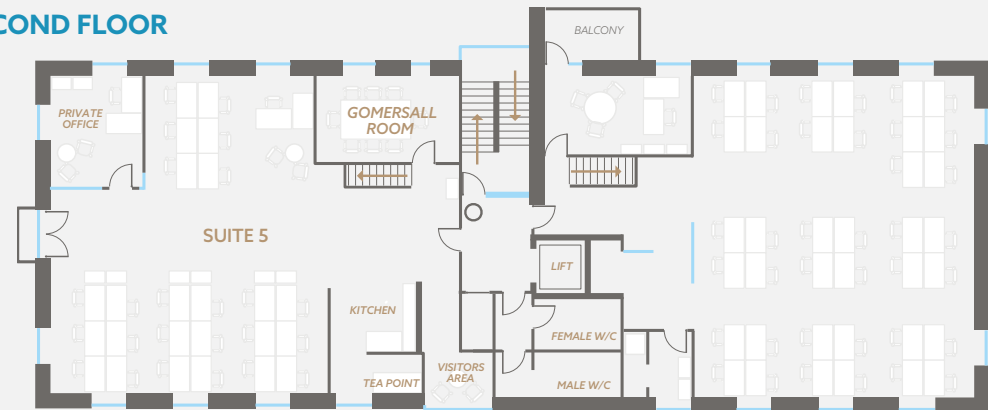 COND FLOOR
BALCONY
PRIVATE
OFFICE
GOMERSALL
ROOM
SUITE 5
LIFT
KITCHEN
FEMALE W/C
VISITORS
AREA
TEA POINT
MALE W/C